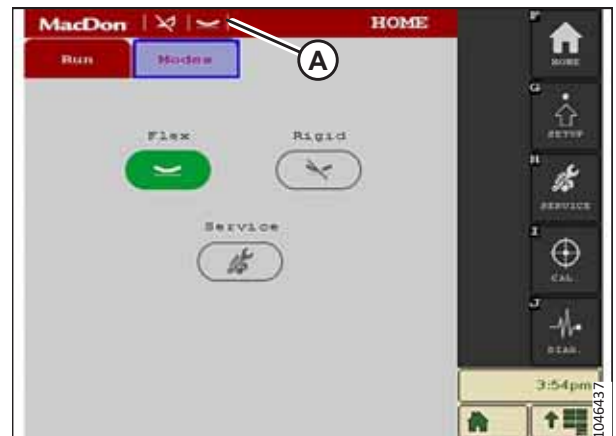 MacDon HOME
A
Run Modes
Flex Rigid
Service
F
HOME
G
SETUP
H
SERVICE
I
CAL.
J
DIAG.
3:54pm
1046437